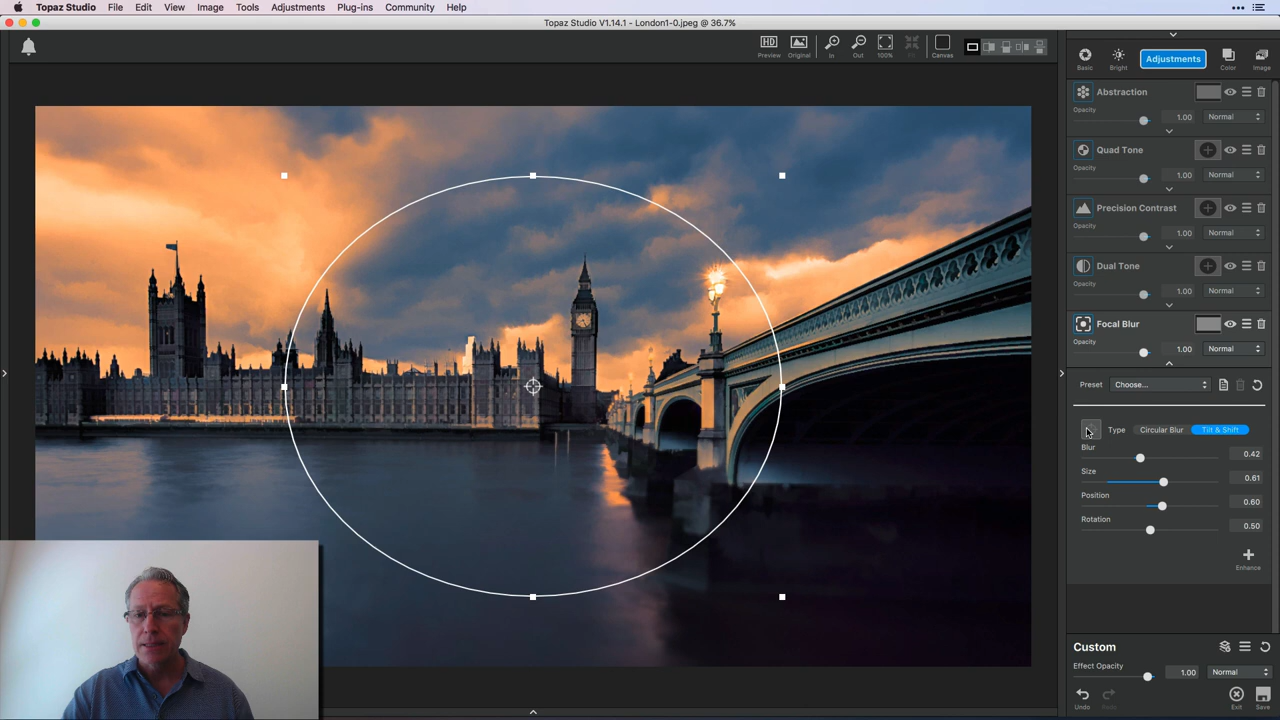 Topaz Studio File Edit View Image Tools Adjustments Plug-ins Community Help
Topaz Studio V1.14.1 - London1-0.jpeg @ 36.7%
Preview Original In Out 100% Canvas
Basic Bright Adjustments Color Image
Abstraction
Opacity 1.00 Normal
Quad Tone
Opacity 1.00 Normal
Precision Contrast
Opacity 1.00 Normal
Dual Tone
Opacity 1.00 Normal
Focal Blur
Opacity 1.00 Normal
Preset Choose...
Type Circular Blur Tilt & Shift
Blur 0.42
Size 0.61
Position 0.60
Rotation 0.50
Enhance
Custom
Effect Opacity 1.00 Normal
Undo Redo Exit Save